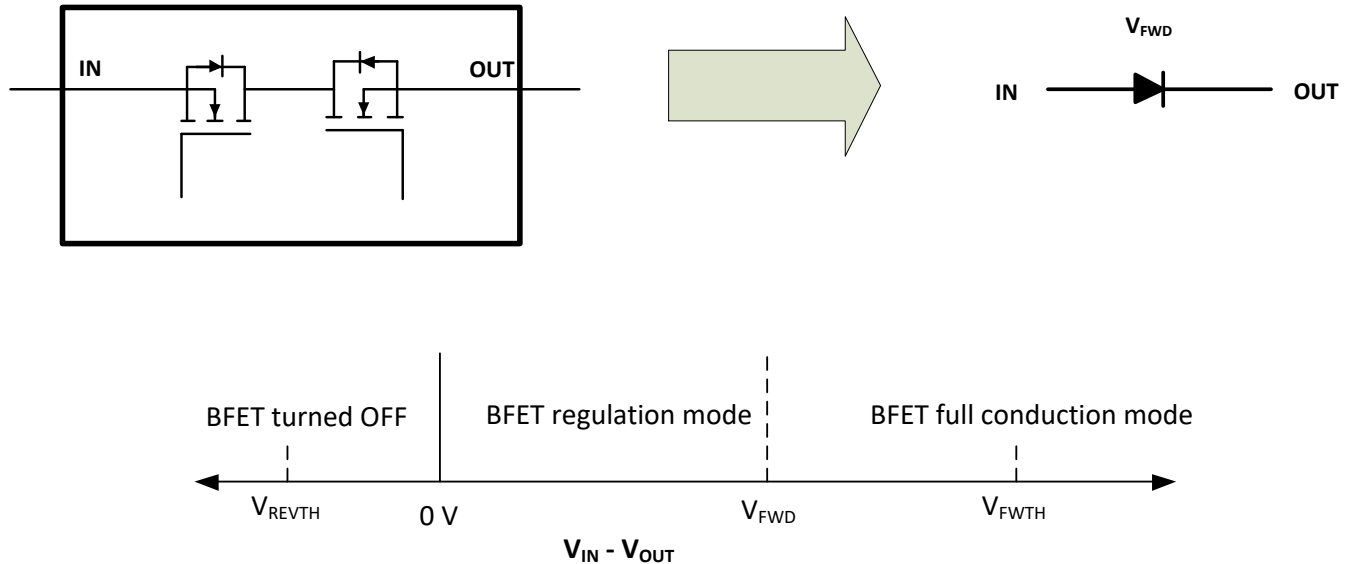 V_FWD
IN
OUT
IN
OUT
BFET turned OFF
BFET regulation mode
BFET full conduction mode
V_REVTH
0 V
V_FWD
V_FWTH
V_IN - V_OUT